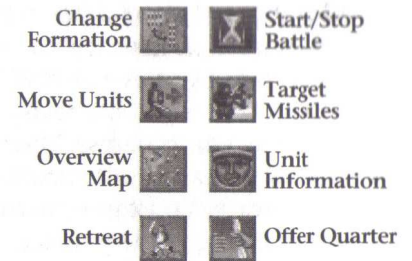 Change
Formation
Start/Stop
Battle
Move Units
Target
Missiles
Overview
Map
Unit
Information
Retreat
Offer Quarter